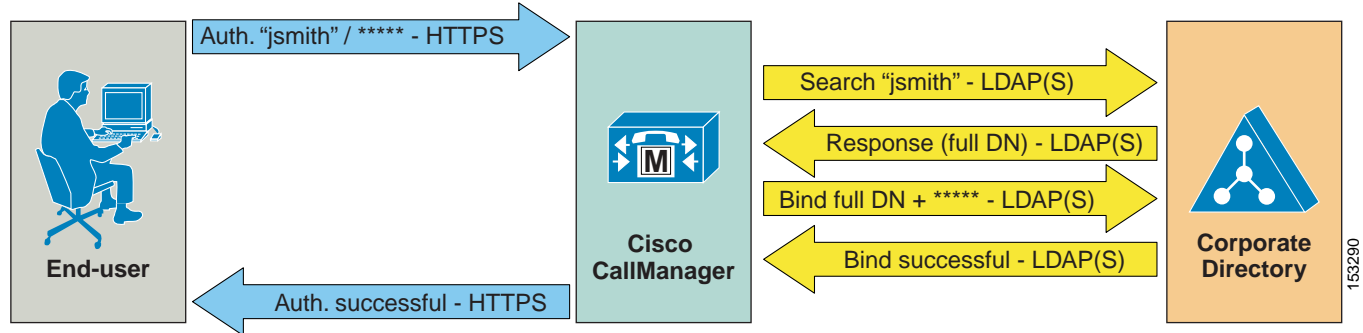 Auth. “jsmith” / ***** - HTTPS
Search “jsmith” - LDAP(S)
Response (full DN) - LDAP(S)
M
Bind full DN + ***** - LDAP(S)
End-user
Cisco
CallManager
Bind successful - LDAP(S)
Corporate
Directory
Auth. successful - HTTPS
153290